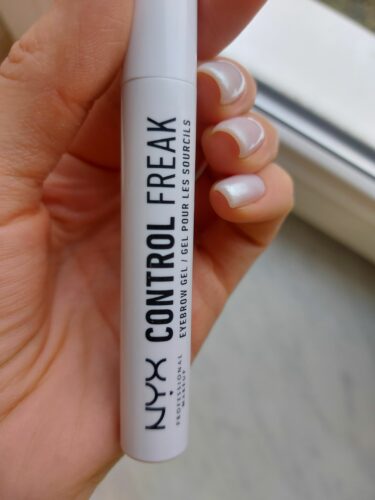 NYX
PROFESSIONAL
MAKEUP
CONTROL FREAK
EYEBROW GEL / GEL POUR LES SOURCILS